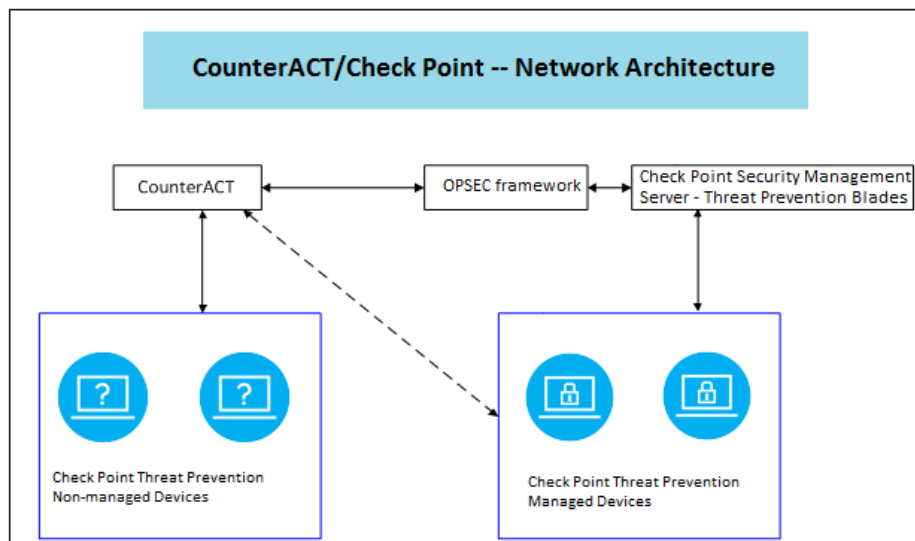 CounterACT/Check Point -- Network Architecture
CounterACT
OPSEC framework
Check Point Security Management
Server - Threat Prevention Blades
?
?
Check Point Threat Prevention
Non-managed Devices
Check Point Threat Prevention
Managed Devices